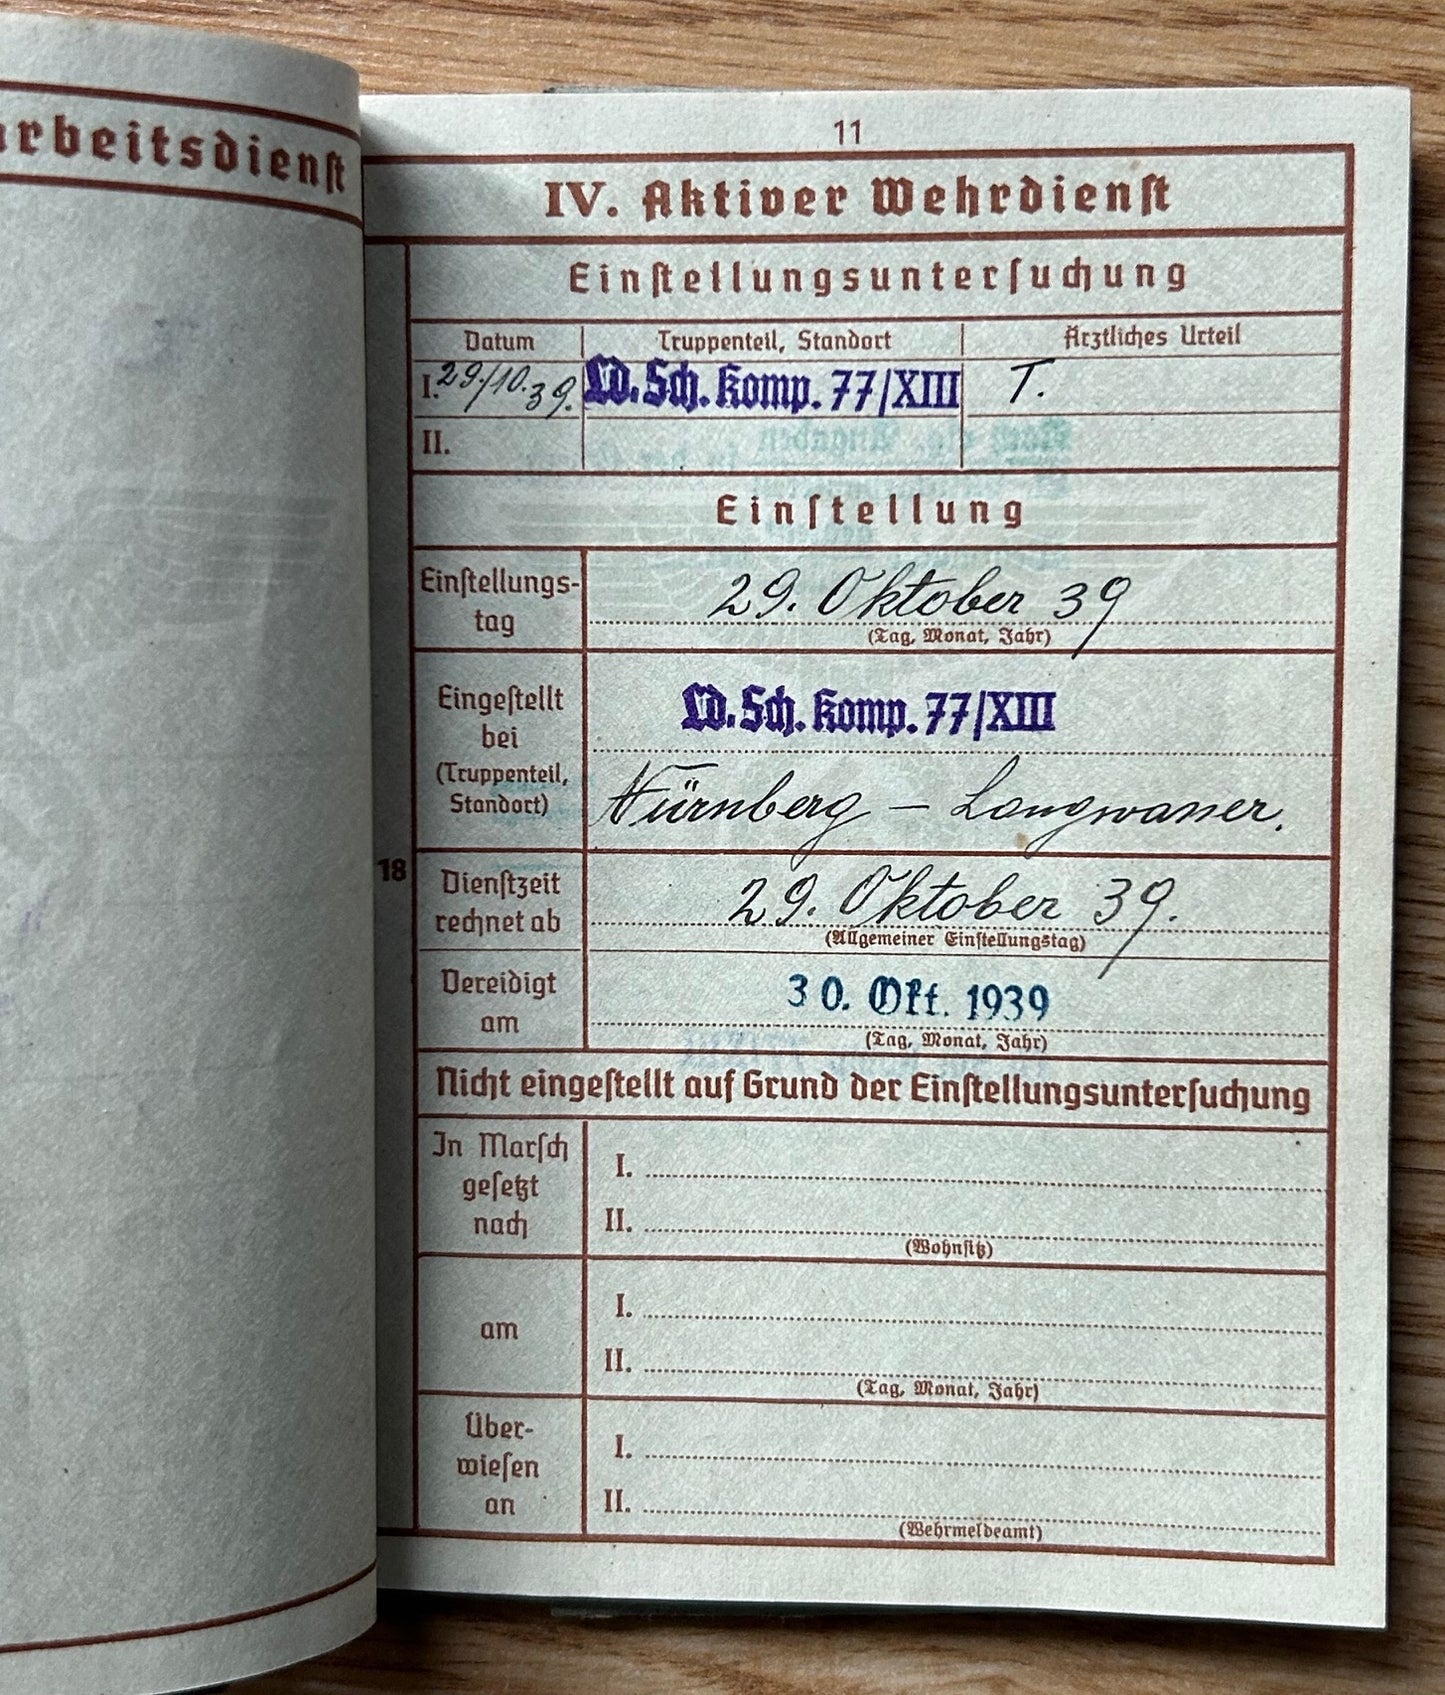 arbeitsdienst
11
IV. Aktiver Wehrdienst
Einstellungsuntersuchung
Datum Truppenteil, Standort Ärztliches Urteil
I. 29./10.39. Ld. Sch. Komp. 77/XIII T.
II.
Einstellung
Einstellungs-
tag
29. Oktober 39
(Tag, Monat, Jahr)
Eingestellt
bei
(Truppenteil,
Standort)
Ld. Sch. Komp. 77/XIII
Nürnberg – Langwasser.
18
Dienstzeit
rechnet ab
29. Oktober 39.
(Allgemeiner Einstellungstag)
Vereidigt
am
30. Okt. 1939
(Tag, Monat, Jahr)
Nicht eingestellt auf Grund der Einstellungsuntersuchung
In Marsch
gesetzt
nach
I.
II.
(Wohnsitz)
am
I.
II.
(Tag, Monat, Jahr)
Über-
wiesen
an
I.
II.
(Wehrmeldeamt)